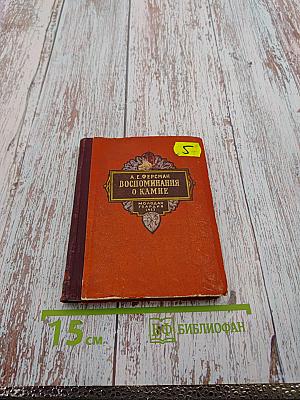 5
А.Е. ФЕРСМАН
ВОСПОМИНАНИЯ
О КАМНЕ
МОЛОДАЯ
ГВАРДИЯ
15 см. БИБЛИОФАН